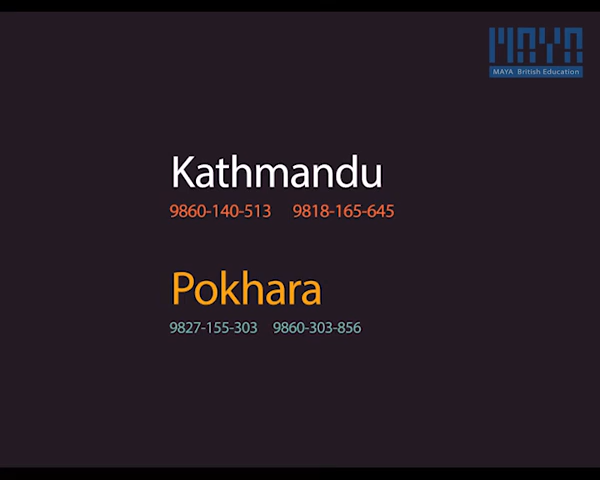 MAYA
MAYA British Education
Kathmandu
9860-140-513 9818-165-645
Pokhara
9827-155-303 9860-303-856